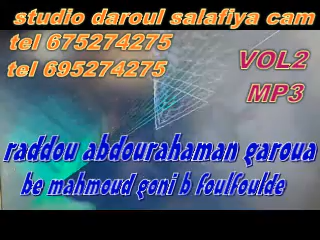 studio daroul salafiya cam
tel 675274275
tel 695274275
VOL2
MP3
raddou abdourahaman garoua
be mahmoud goni b foulfoulde